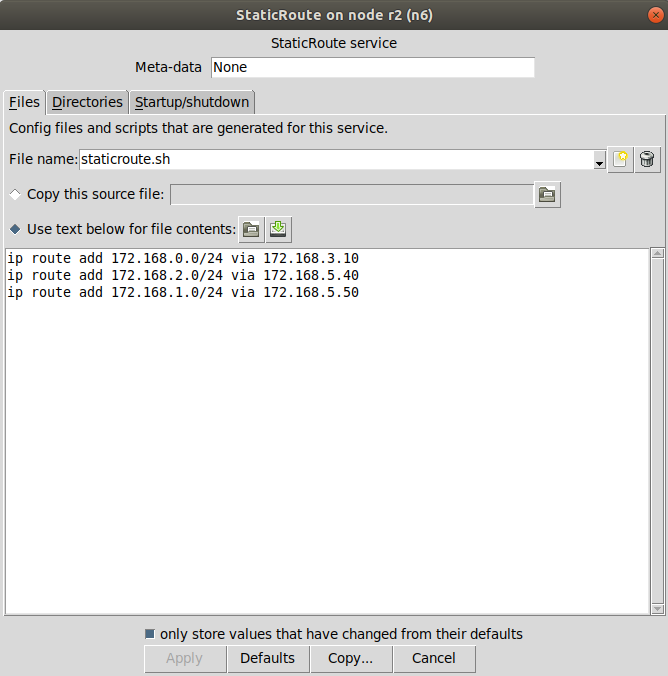 StaticRoute on node r2 (n6)
StaticRoute service
Meta-data None
Files Directories Startup/shutdown
Config files and scripts that are generated for this service.
File name: staticroute.sh
Copy this source file:
Use text below for file contents:
ip route add 172.168.0.0/24 via 172.168.3.10
ip route add 172.168.2.0/24 via 172.168.5.40
ip route add 172.168.1.0/24 via 172.168.5.50
only store values that have changed from their defaults
Apply Defaults Copy... Cancel